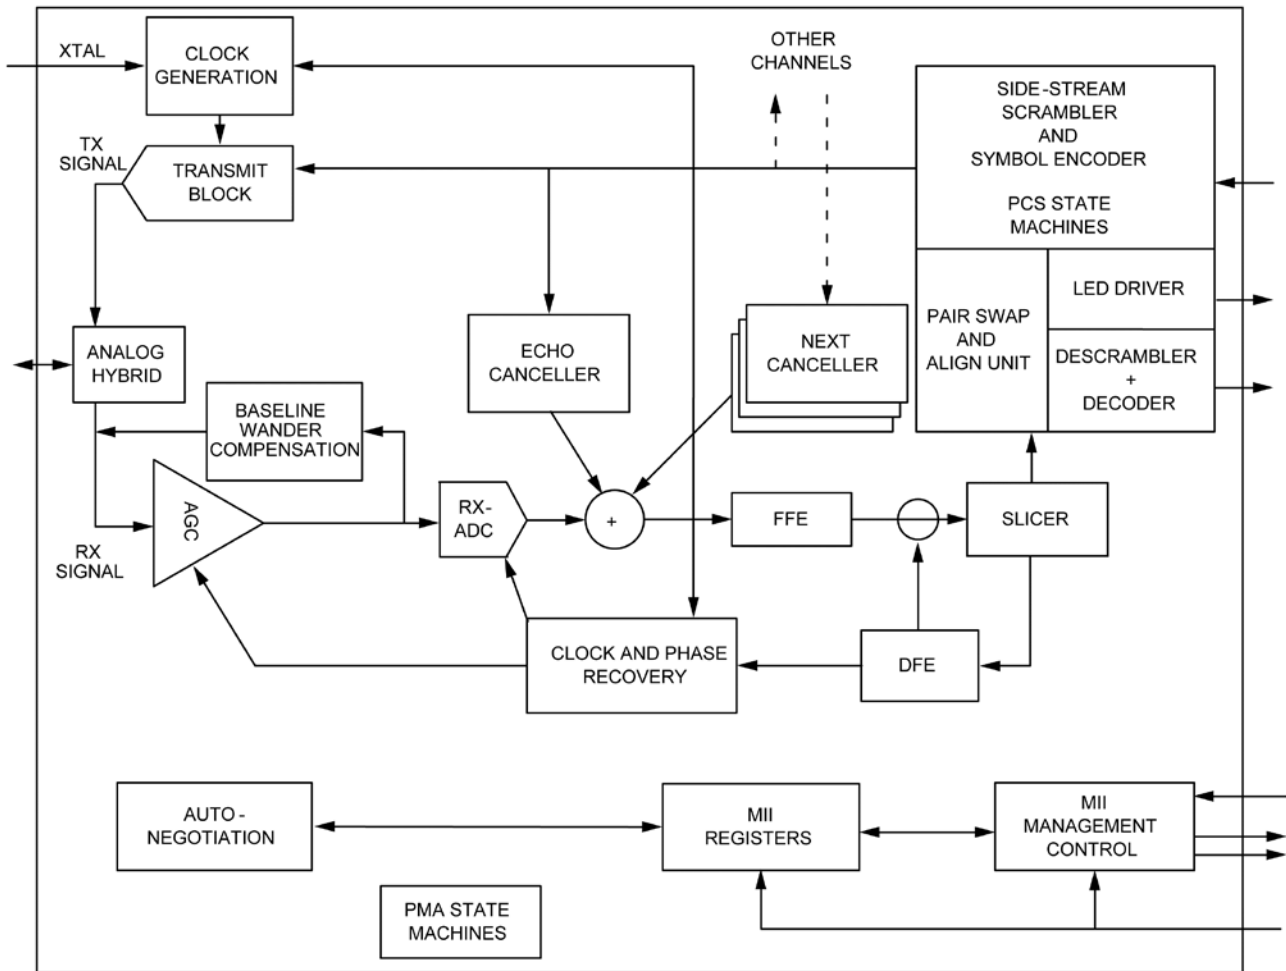 XTAL
CLOCK
GENERATION
OTHER
CHANNELS
SIDE-STREAM
SCRAMBLER
AND
SYMBOL ENCODER
PCS STATE
MACHINES
TX
SIGNAL
TRANSMIT
BLOCK
ANALOG
HYBRID
ECHO
CANCELLER
NEXT
CANCELLER
PAIR SWAP
AND
ALIGN UNIT
LED DRIVER
DESCRAMBLER
+
DECODER
BASELINE
WANDER
COMPENSATION
AGC
RX
SIGNAL
RX-
ADC
+
FFE
SLICER
CLOCK AND PHASE
RECOVERY
DFE
AUTO-
NEGOTIATION
MII
REGISTERS
MII
MANAGEMENT
CONTROL
PMA STATE
MACHINES